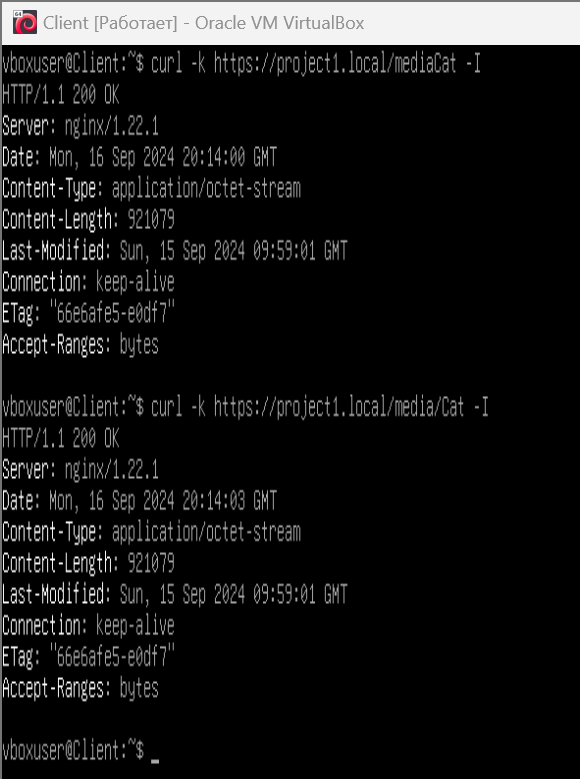 64
Client [Работает] - Oracle VM VirtualBox
vboxuser@Client:~$ curl -k https://project1.local/mediaCat -I
HTTP/1.1 200 OK
Server: nginx/1.22.1
Date: Mon, 16 Sep 2024 20:14:00 GMT
Content-Type: application/octet-stream
Content-Length: 921079
Last-Modified: Sun, 15 Sep 2024 09:59:01 GMT
Connection: keep-alive
ETag: "66e6afe5-e0df7"
Accept-Ranges: bytes
vboxuser@Client:~$ curl -k https://project1.local/media/Cat -I
HTTP/1.1 200 OK
Server: nginx/1.22.1
Date: Mon, 16 Sep 2024 20:14:03 GMT
Content-Type: application/octet-stream
Content-Length: 921079
Last-Modified: Sun, 15 Sep 2024 09:59:01 GMT
Connection: keep-alive
ETag: "66e6afe5-e0df7"
Accept-Ranges: bytes
vboxuser@Client:~$ _